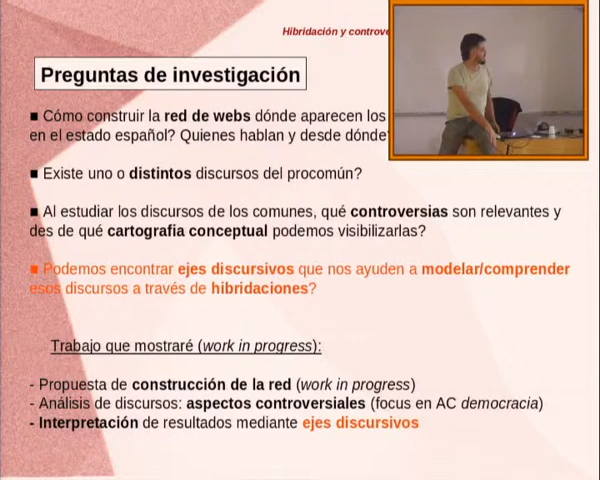 Hibridación y controve
Preguntas de investigación
■ Cómo construir la red de webs dónde aparecen los
en el estado español? Quienes hablan y desde dónde
■ Existe uno o distintos discursos del procomún?
■ Al estudiar los discursos de los comunes, qué controversias son relevantes y
des de qué cartografia conceptual podemos visibilizarlas?
■ Podemos encontrar ejes discursivos que nos ayuden a modelar/comprender
esos discursos a través de hibridaciones?
Trabajo que mostraré (work in progress):
- Propuesta de construcción de la red (work in progress)
- Análisis de discursos: aspectos controversiales (focus en AC democracia)
- Interpretación de resultados mediante ejes discursivos